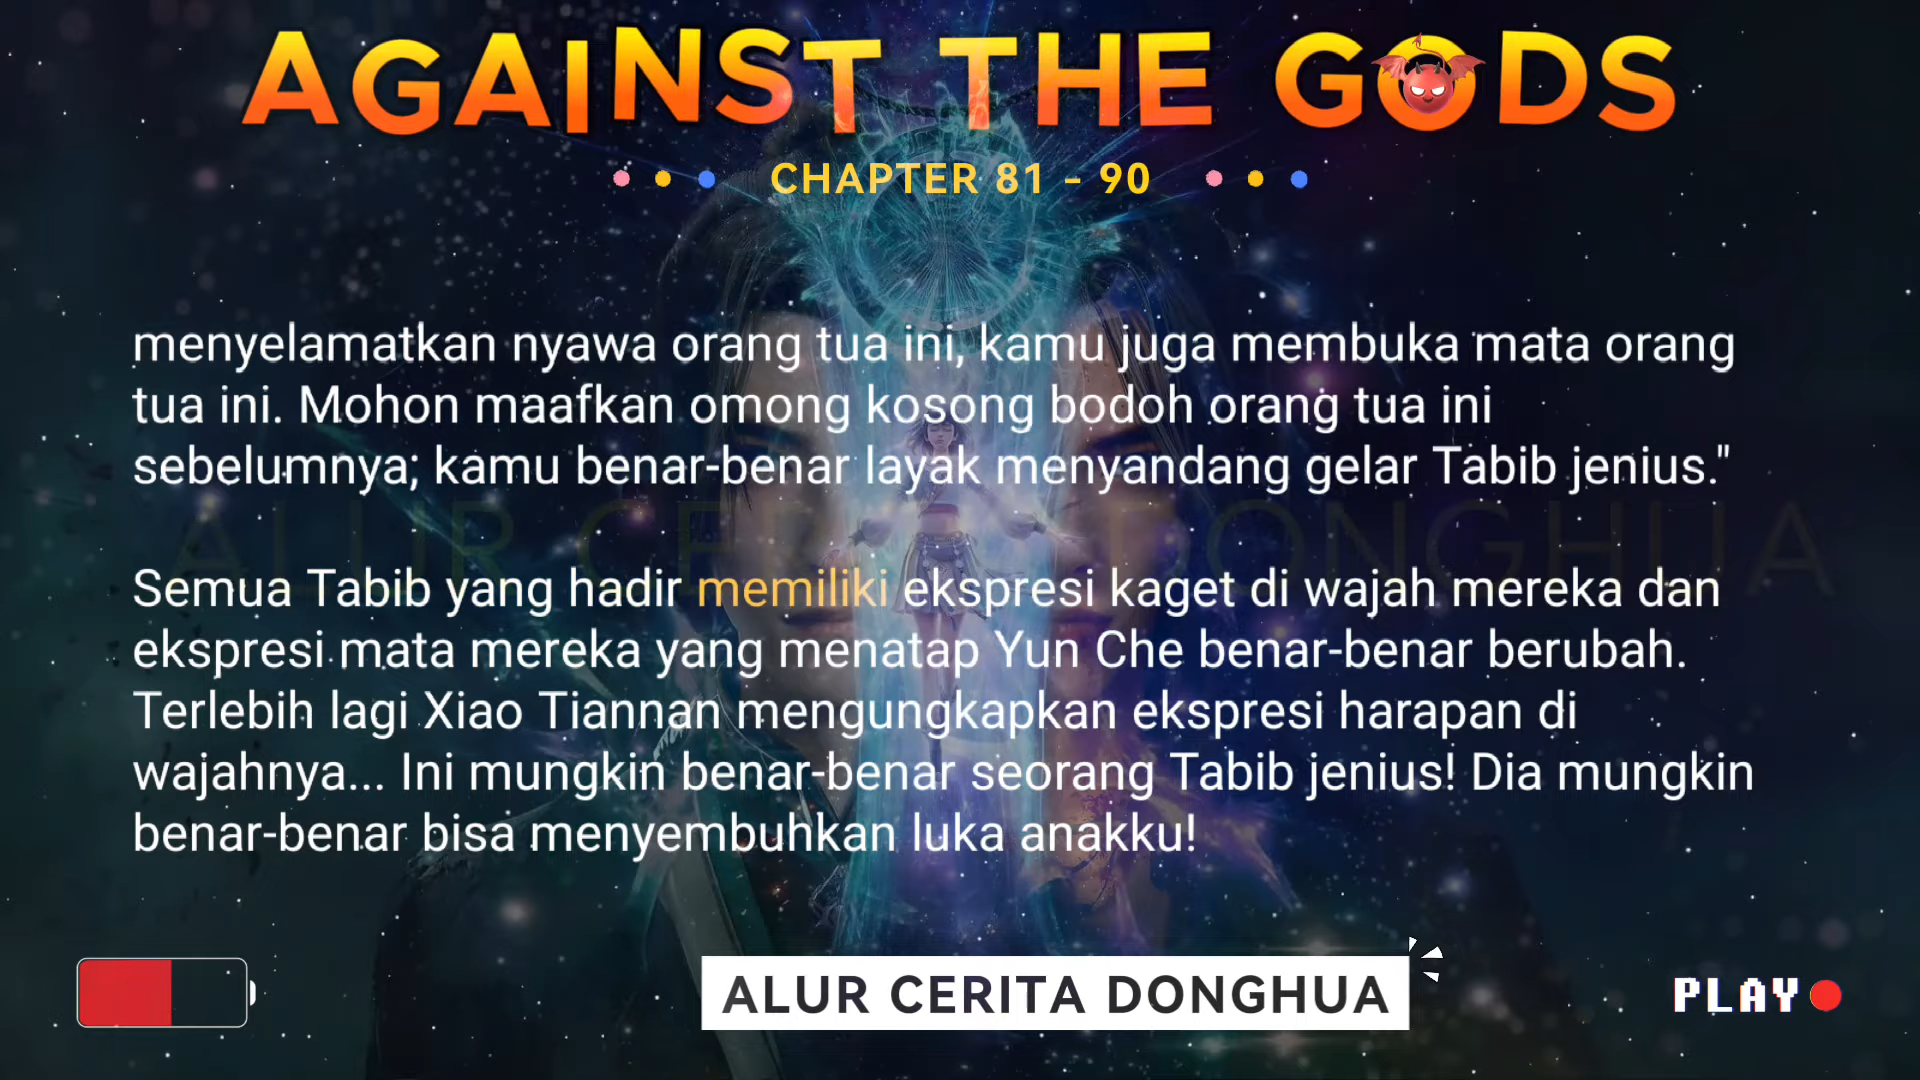 AGAINST THE GODS
CHAPTER 81 - 90
menyelamatkan nyawa orang tua ini, kamu juga membuka mata orang
tua ini. Mohon maafkan omong kosong bodoh orang tua ini
sebelumnya; kamu benar-benar layak menyandang gelar Tabib jenius."
ALUR CERITA DONGHUA
Semua Tabib yang hadir memiliki ekspresi kaget di wajah mereka dan
ekspresi mata mereka yang menatap Yun Che benar-benar berubah.
Terlebih lagi Xiao Tiannan mengungkapkan ekspresi harapan di
wajahnya... Ini mungkin benar-benar seorang Tabib jenius! Dia mungkin
benar-benar bisa menyembuhkan luka anakku!
ALUR CERITA DONGHUA
PLAY